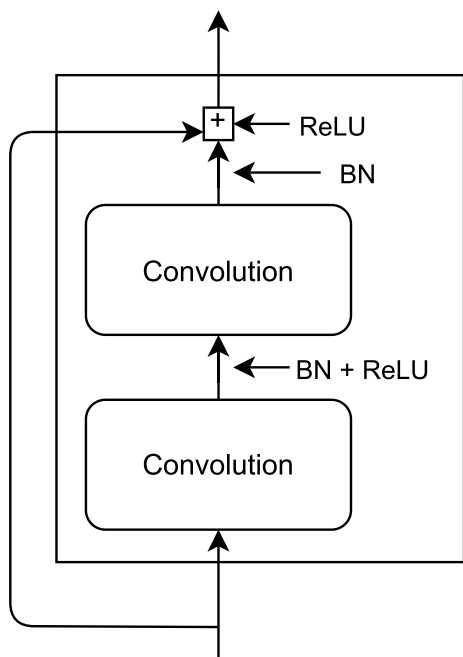 +
ReLU
BN
Convolution
BN + ReLU
Convolution